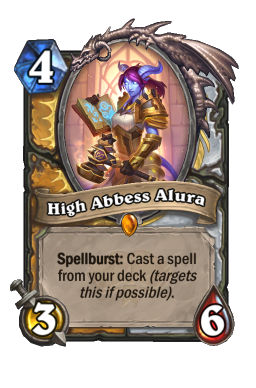 4
High Abbess Alura
Spellburst: Cast a spell
from your deck (targets
this if possible).
3
6